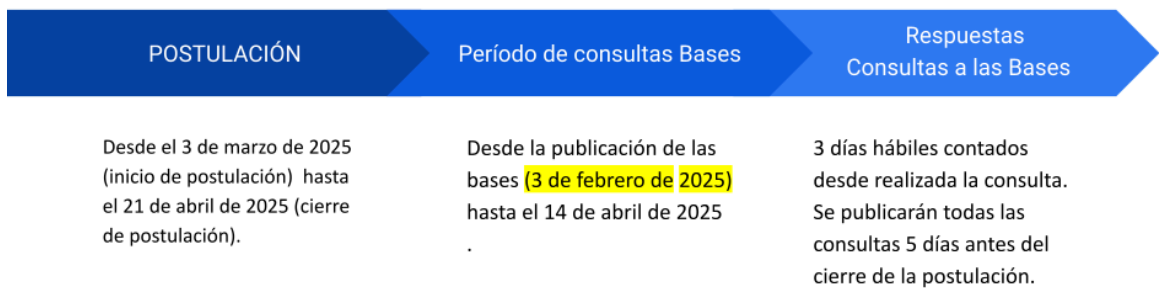 POSTULACIÓN
Período de consultas Bases
Respuestas
Consultas a las Bases
Desde el 3 de marzo de 2025
(inicio de postulación) hasta
el 21 de abril de 2025 (cierre
de postulación).
Desde la publicación de las
bases (3 de febrero de 2025)
hasta el 14 de abril de 2025
.
3 días hábiles contados
desde realizada la consulta.
Se publicarán todas las
consultas 5 días antes del
cierre de la postulación.